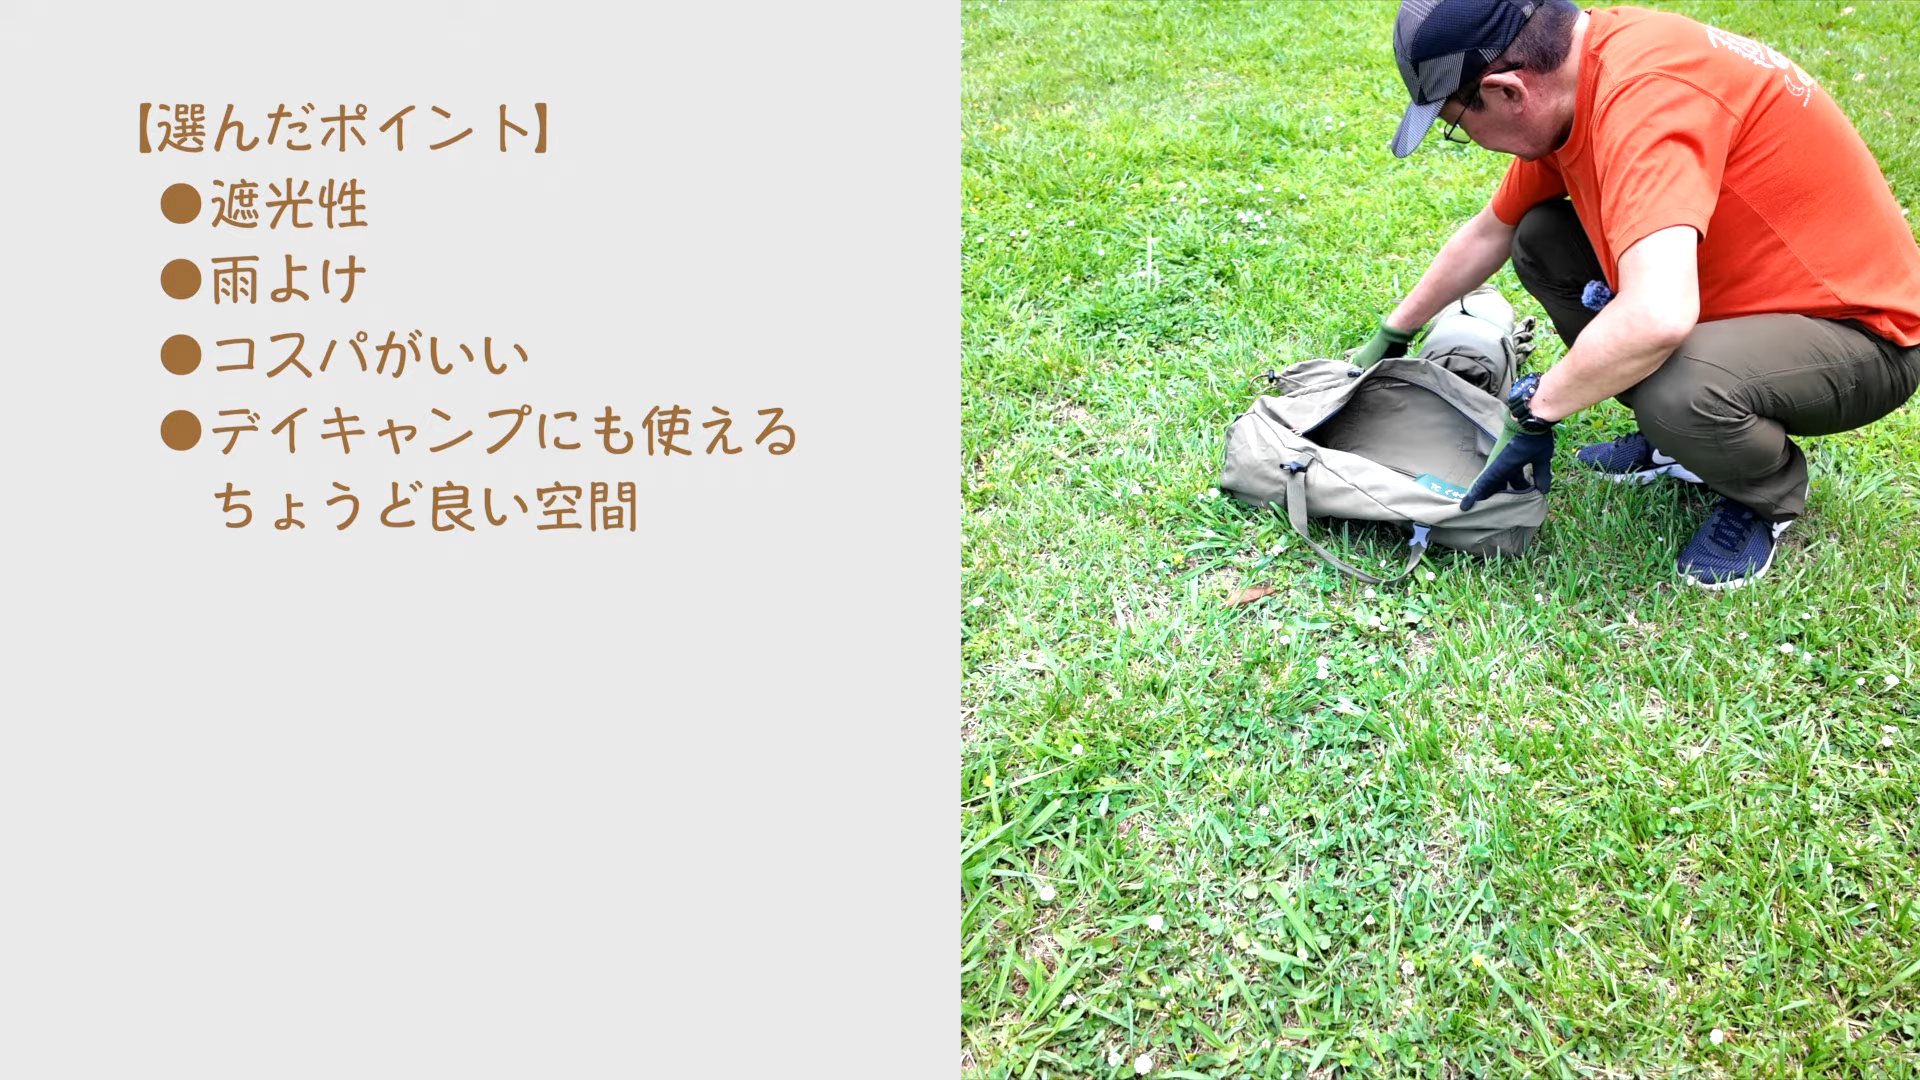 【選んだポイント】
●遮光性
●雨よけ
●コスパがいい
●デイキャンプにも使える
ちょうど良い空間